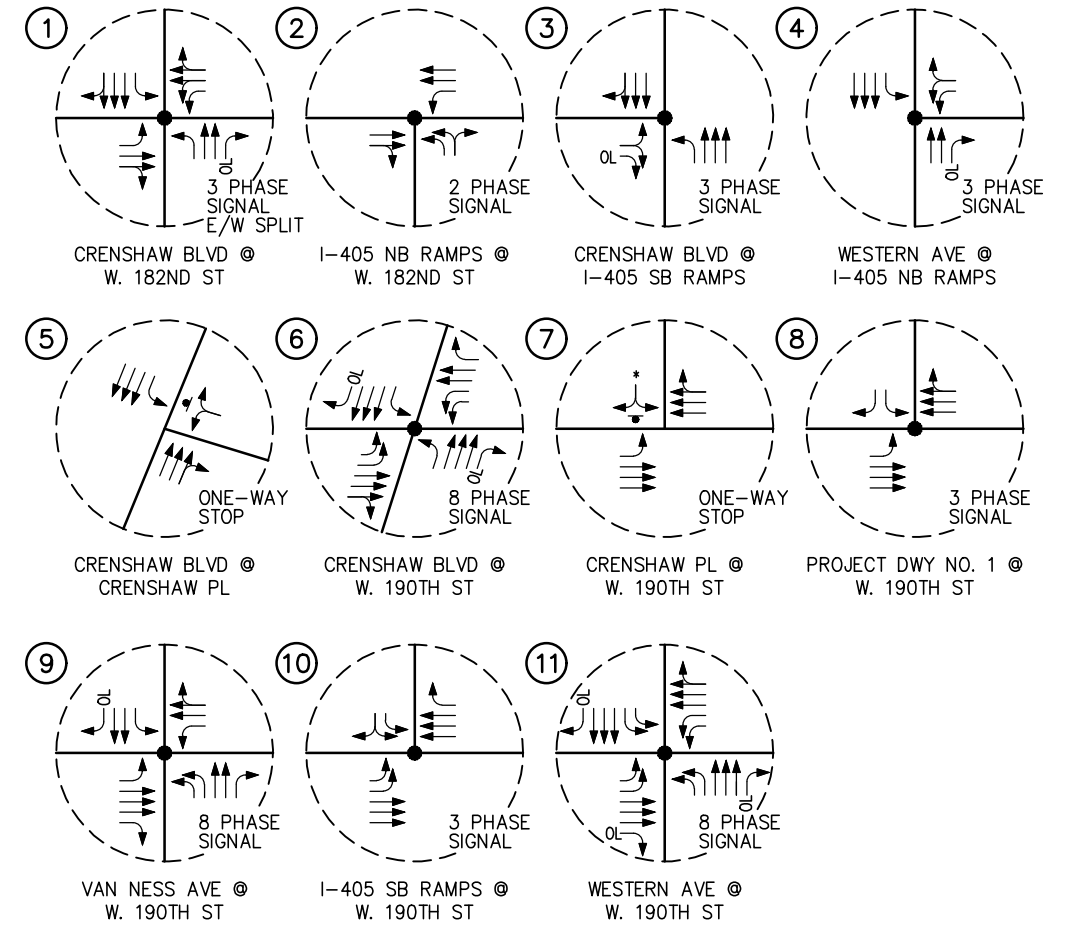 1
OL
3 PHASE
SIGNAL
E/W SPLIT
CRENSHAW BLVD @
W. 182ND ST
2
2 PHASE
SIGNAL
I-405 NB RAMPS @
W. 182ND ST
3
OL
3 PHASE
SIGNAL
CRENSHAW BLVD @
I-405 SB RAMPS
4
OL
3 PHASE
SIGNAL
WESTERN AVE @
I-405 NB RAMPS
5
ONE-WAY
STOP
CRENSHAW BLVD @
CRENSHAW PL
6
OL
OL
8 PHASE
SIGNAL
CRENSHAW BLVD @
W. 190TH ST
7
*
ONE-WAY
STOP
CRENSHAW PL @
W. 190TH ST
8
3 PHASE
SIGNAL
PROJECT DWY NO. 1 @
W. 190TH ST
9
OL
8 PHASE
SIGNAL
VAN NESS AVE @
W. 190TH ST
10
3 PHASE
SIGNAL
I-405 SB RAMPS @
W. 190TH ST
11
OL
OL
OL
8 PHASE
SIGNAL
WESTERN AVE @
W. 190TH ST